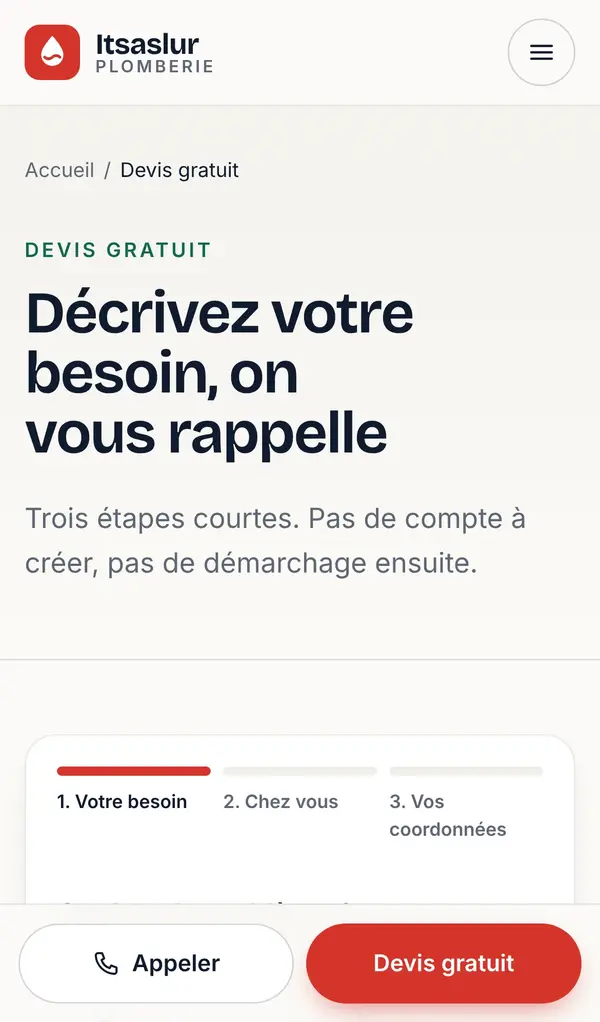 Itsaslur
PLOMBERIE
Accueil / Devis gratuit
DEVIS GRATUIT
Décrivez votre
besoin, on
vous rappelle
Trois étapes courtes. Pas de compte à
créer, pas de démarchage ensuite.
1. Votre besoin
2. Chez vous
3. Vos
coordonnées
Appeler
Devis gratuit